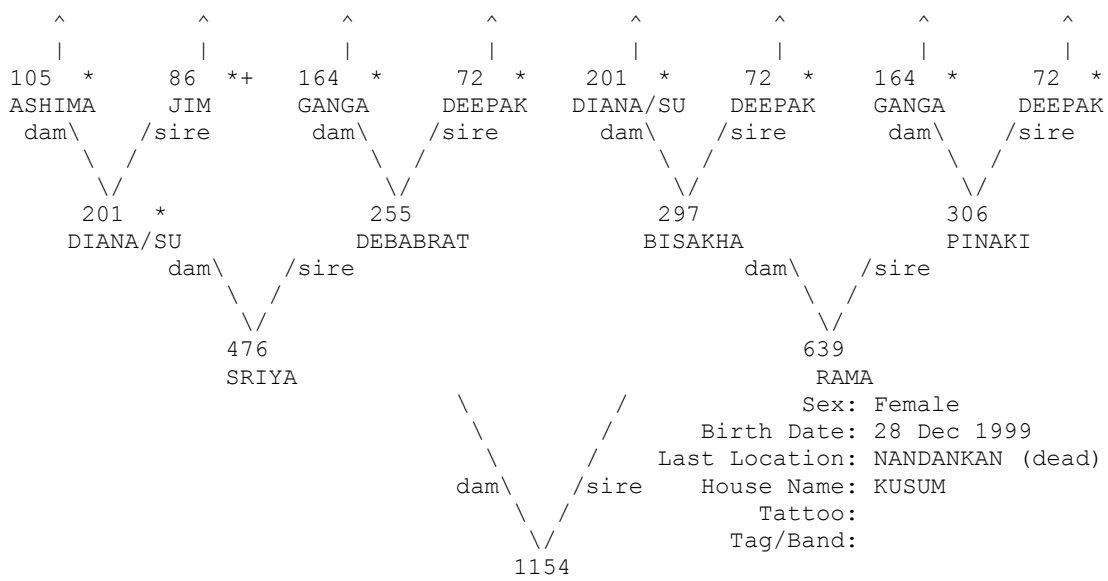 ^ ^ ^ ^ ^ ^ ^ ^
| | | | | | | |
105 * 86 *+ 164 * 72 * 201 * 72 * 164 * 72 *
ASHIMA JIM GANGA DEEPAK DIANA/SU DEEPAK GANGA DEEPAK
dam\ /sire dam\ /sire dam\ /sire dam\ /sire
\ / \ / \ / \ /
\/ \/ \/ \/
201 * 255 297 306
DIANA/SU DEBABRAT BISAKHA PINAKI
dam\ /sire dam\ /sire
\ / \ /
\/ \/
476 639
SRIYA RAMA
\ / Sex: Female
\ / Birth Date: 28 Dec 1999
\ / Last Location: NANDANKAN (dead)
dam\ /sire House Name: KUSUM
\ / Tattoo:
\/ Tag/Band:
1154